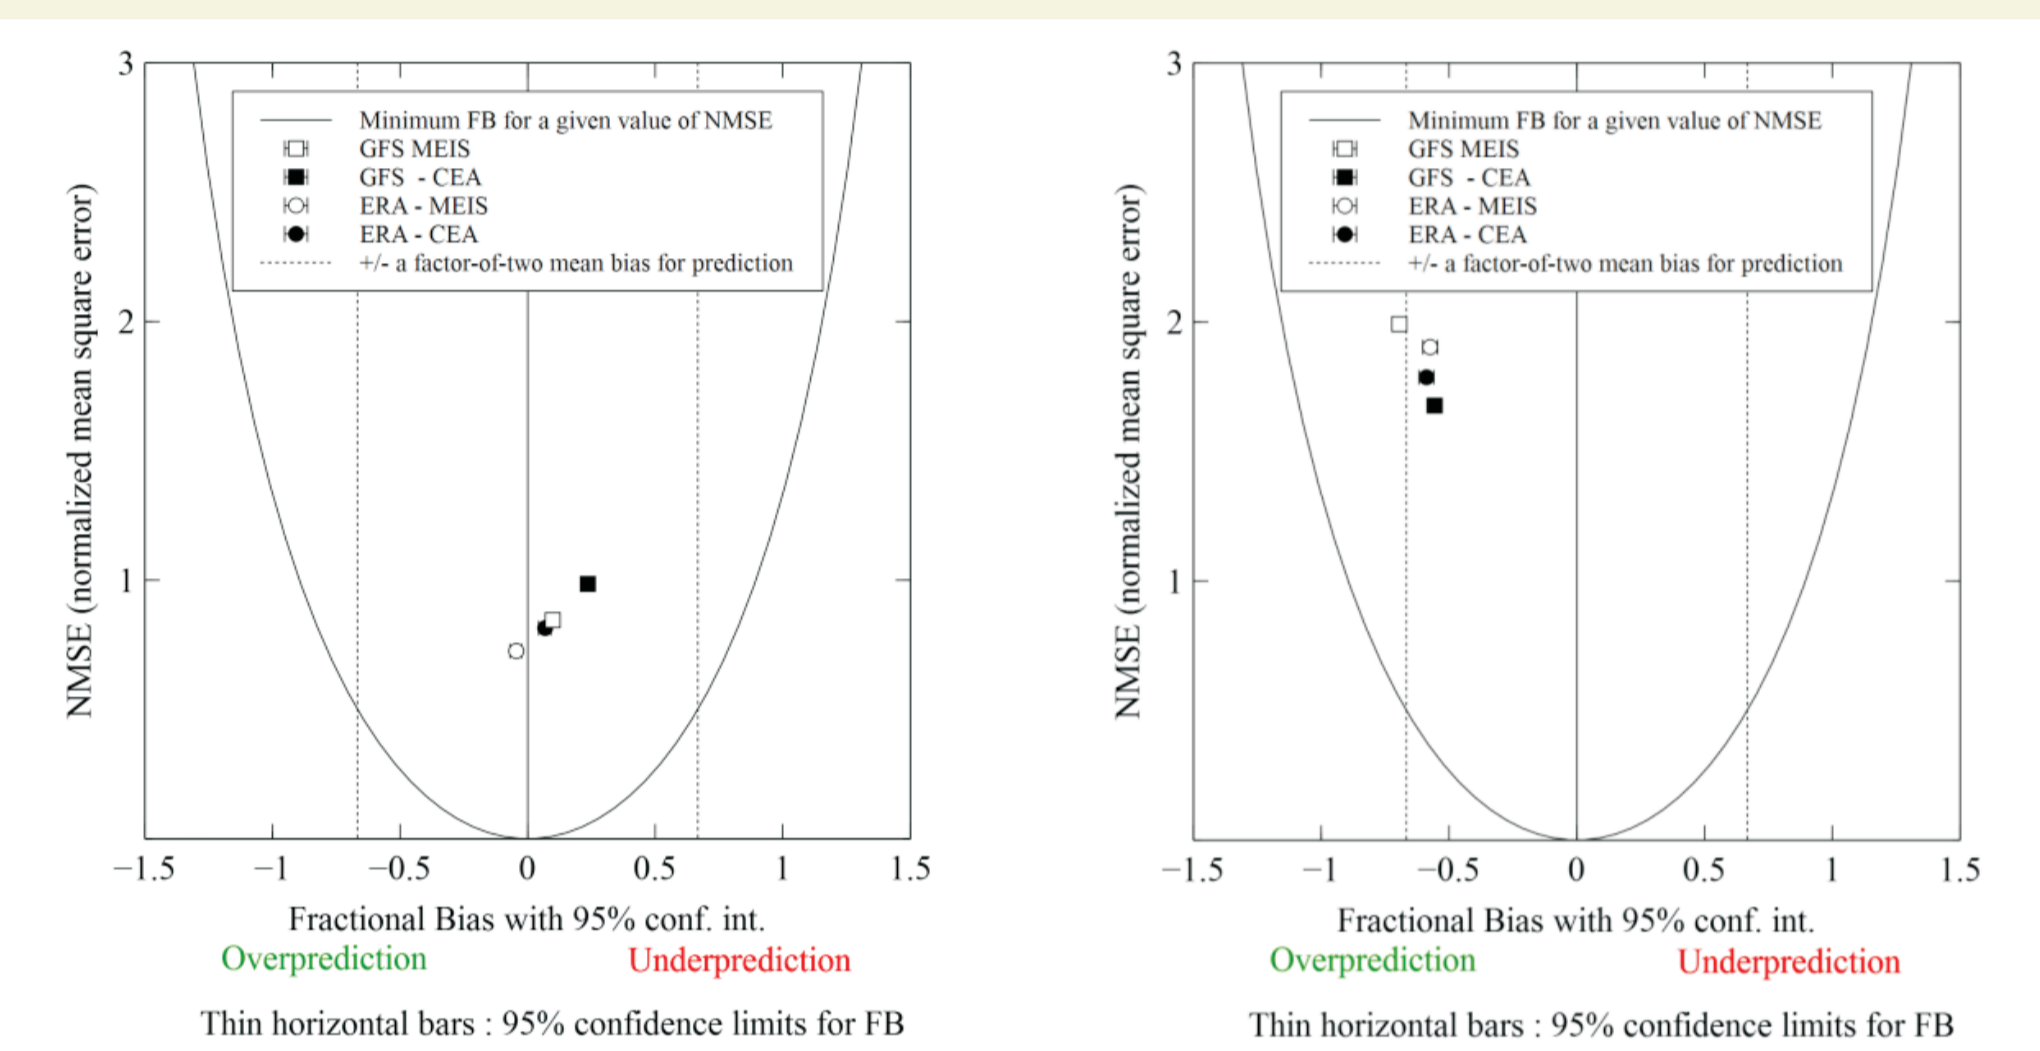 3
2
1
NMSE (normalized mean square error)
Minimum FB for a given value of NMSE
GFS MEIS
GFS - CEA
ERA - MEIS
ERA - CEA
+/- a factor-of-two mean bias for prediction
−1.5 −1 −0.5 0 0.5 1 1.5
Fractional Bias with 95% conf. int.
Overprediction Underprediction
Thin horizontal bars : 95% confidence limits for FB
3
2
1
NMSE (normalized mean square error)
Minimum FB for a given value of NMSE
GFS MEIS
GFS - CEA
ERA - MEIS
ERA - CEA
+/- a factor-of-two mean bias for prediction
−1.5 −1 −0.5 0 0.5 1 1.5
Fractional Bias with 95% conf. int.
Overprediction Underprediction
Thin horizontal bars : 95% confidence limits for FB